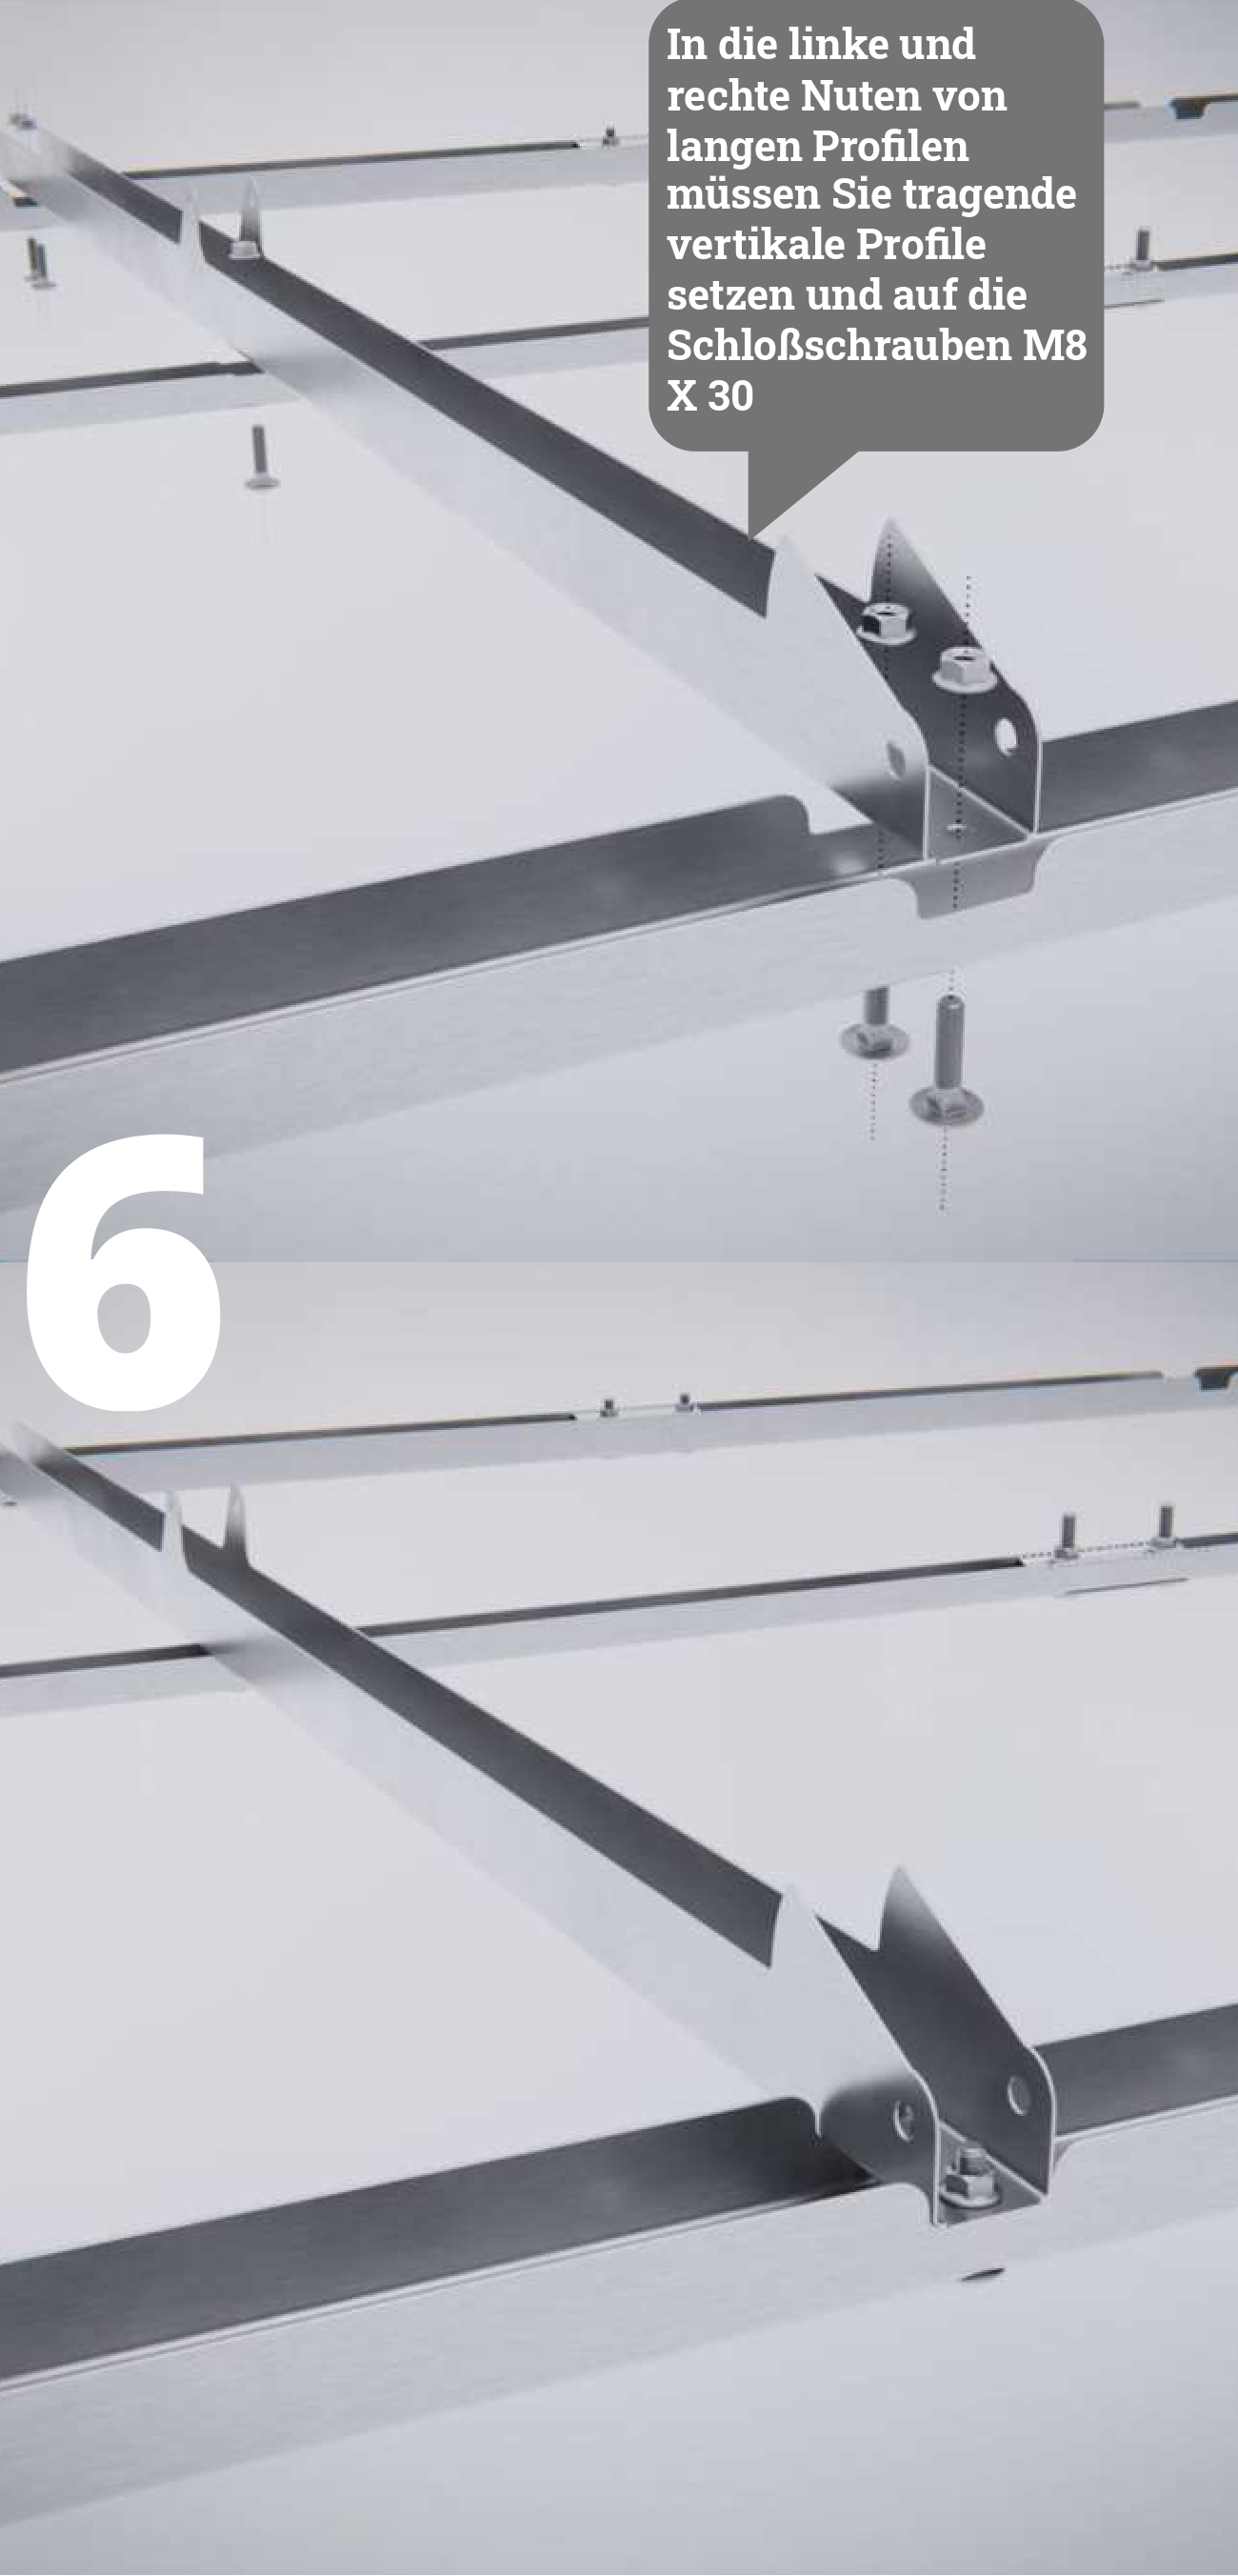 In die linke und
rechte Nuten von
langen Profilen
müssen Sie tragende
vertikale Profile
setzen und auf die
Schloßschrauben M8
X 30
6